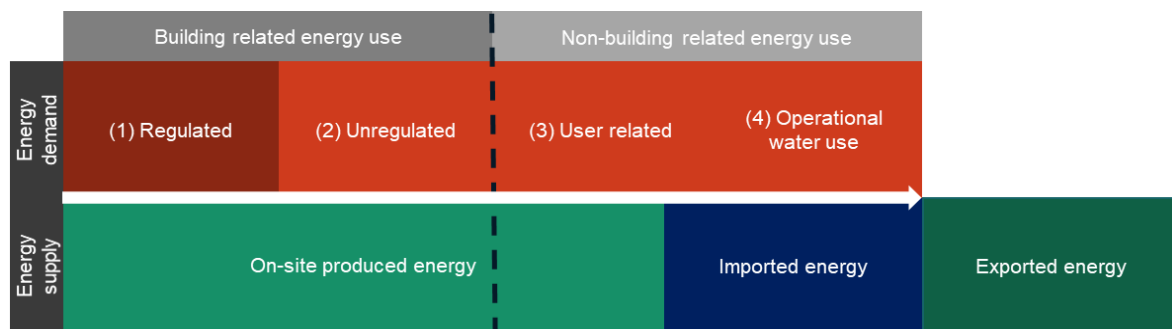 Building related energy use
Non-building related energy use
Energy
demand
(1) Regulated
(2) Unregulated
(3) User related
(4) Operational
water use
Energy
supply
On-site produced energy
Imported energy
Exported energy